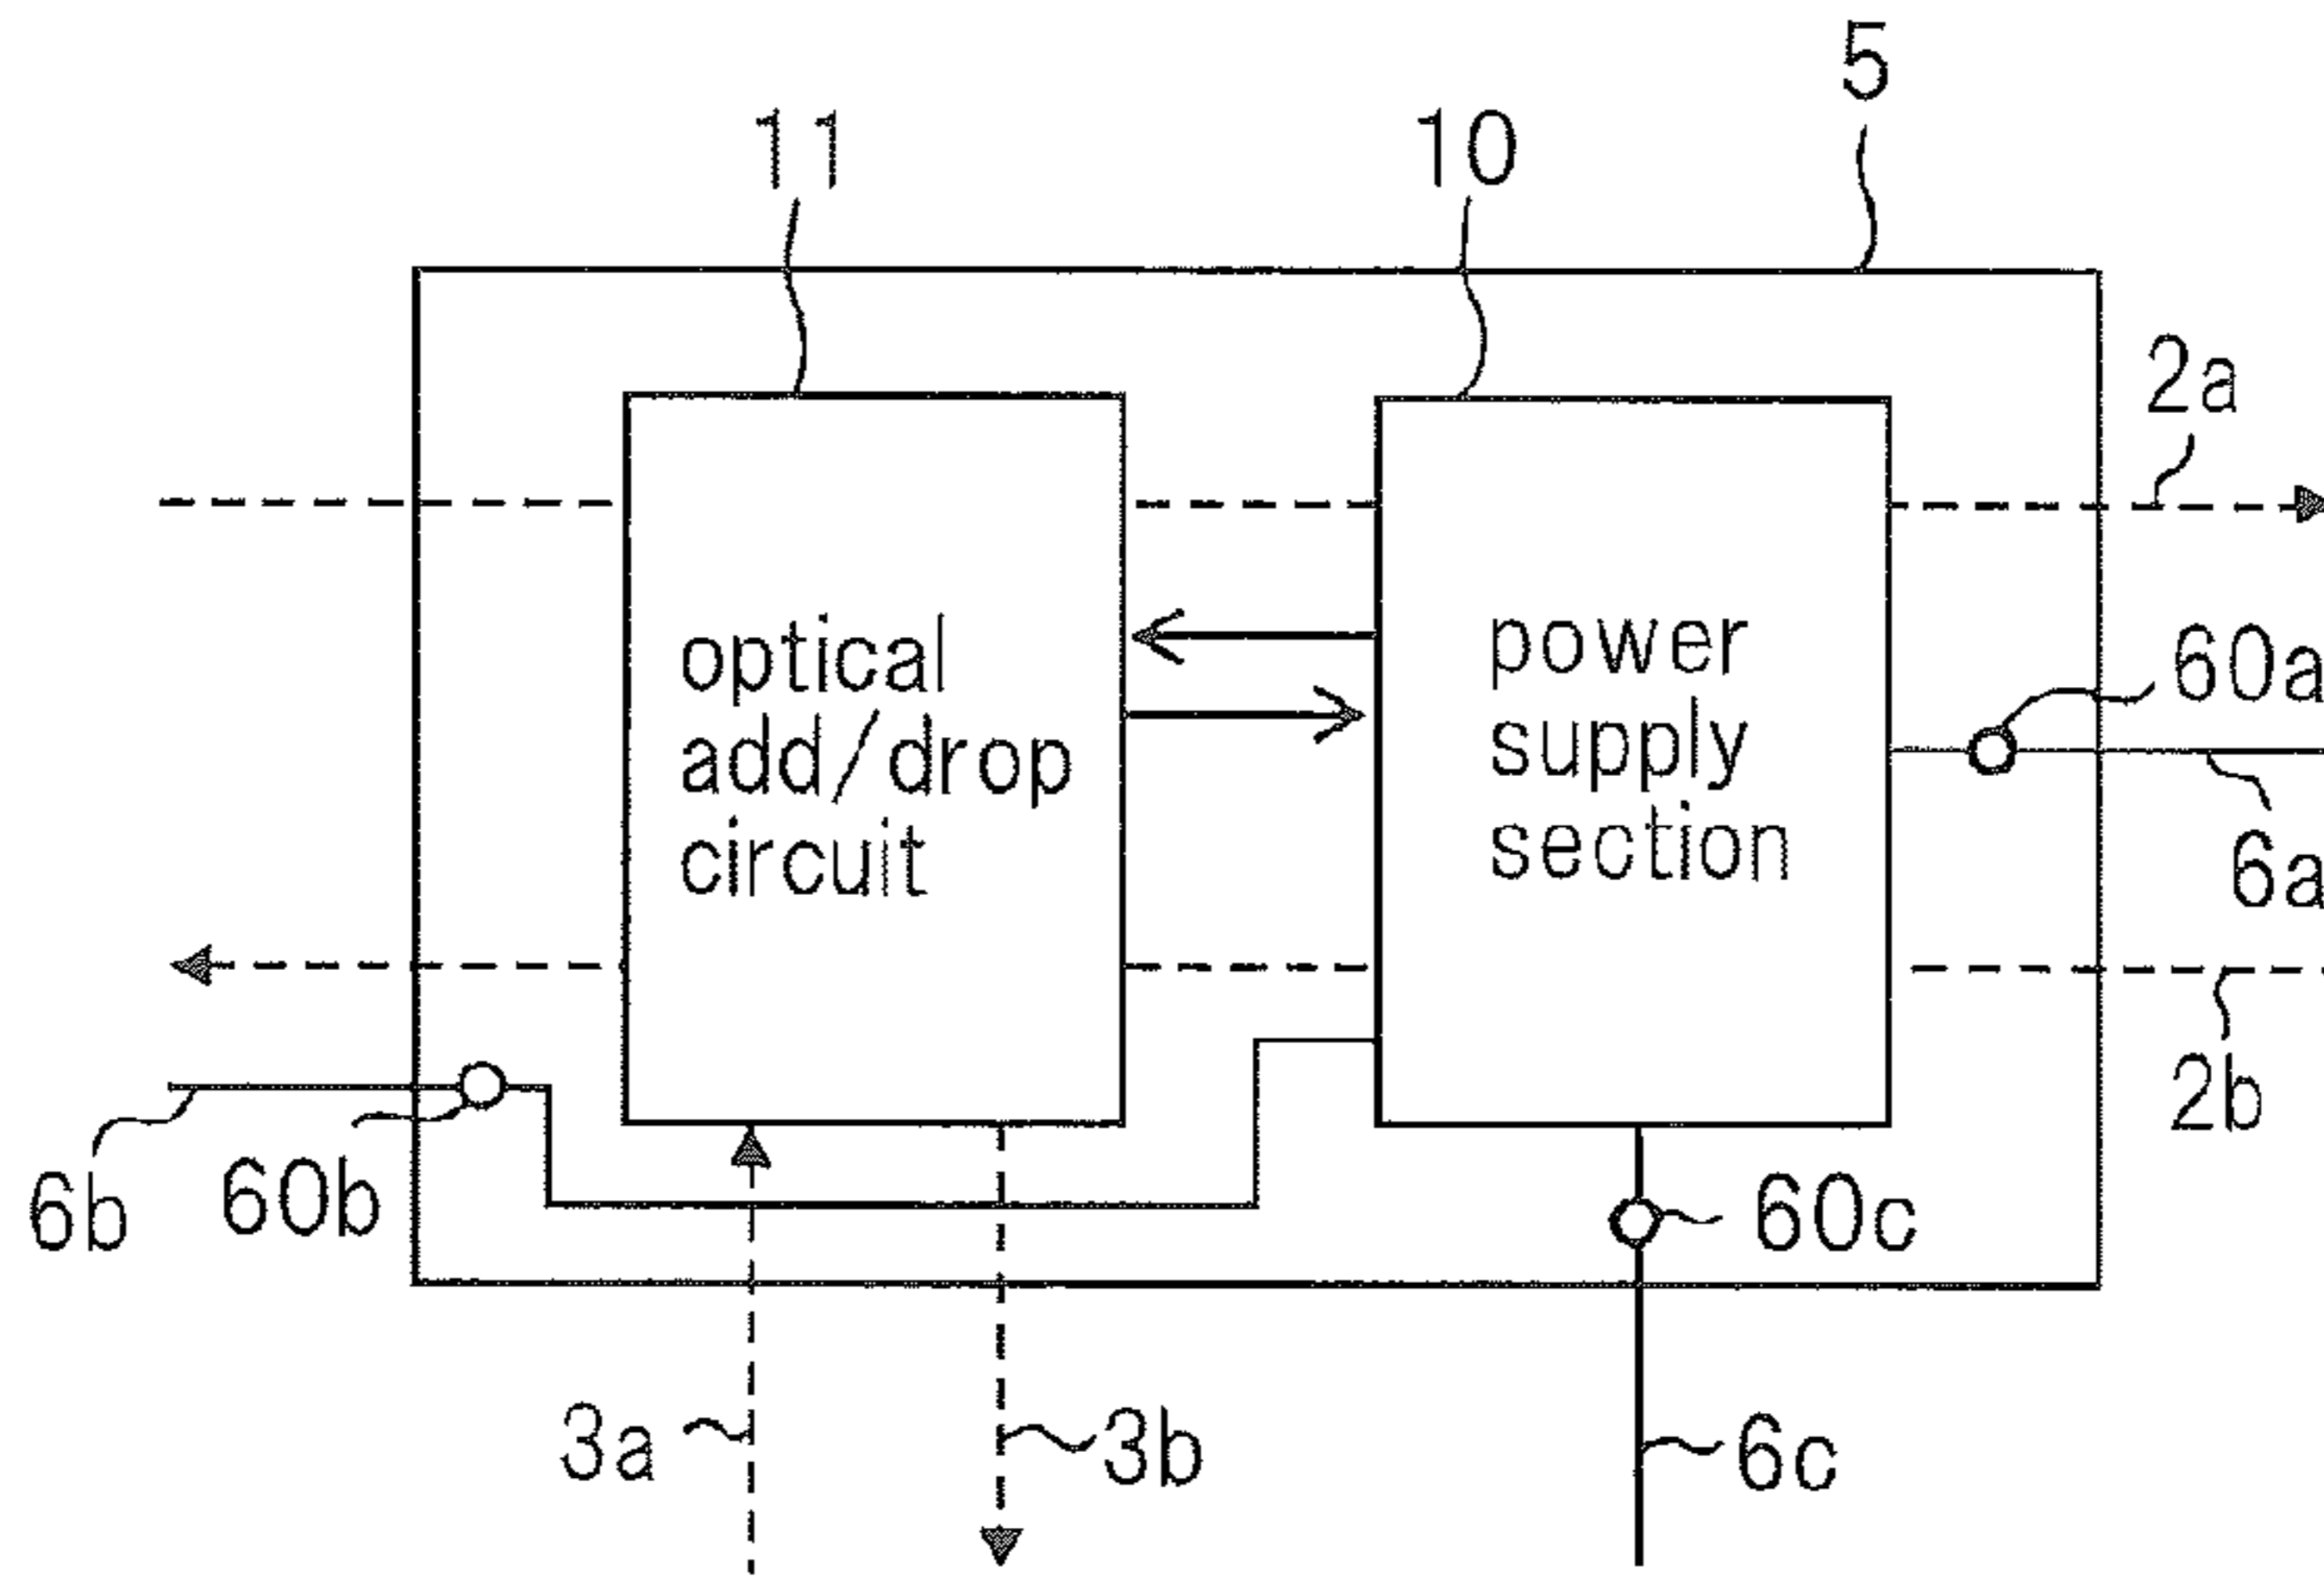 5
11
10
2a
optical
add/drop
circuit
power
supply
section
60a
6a
2b
6b
60b
60c
3a
3b
6c